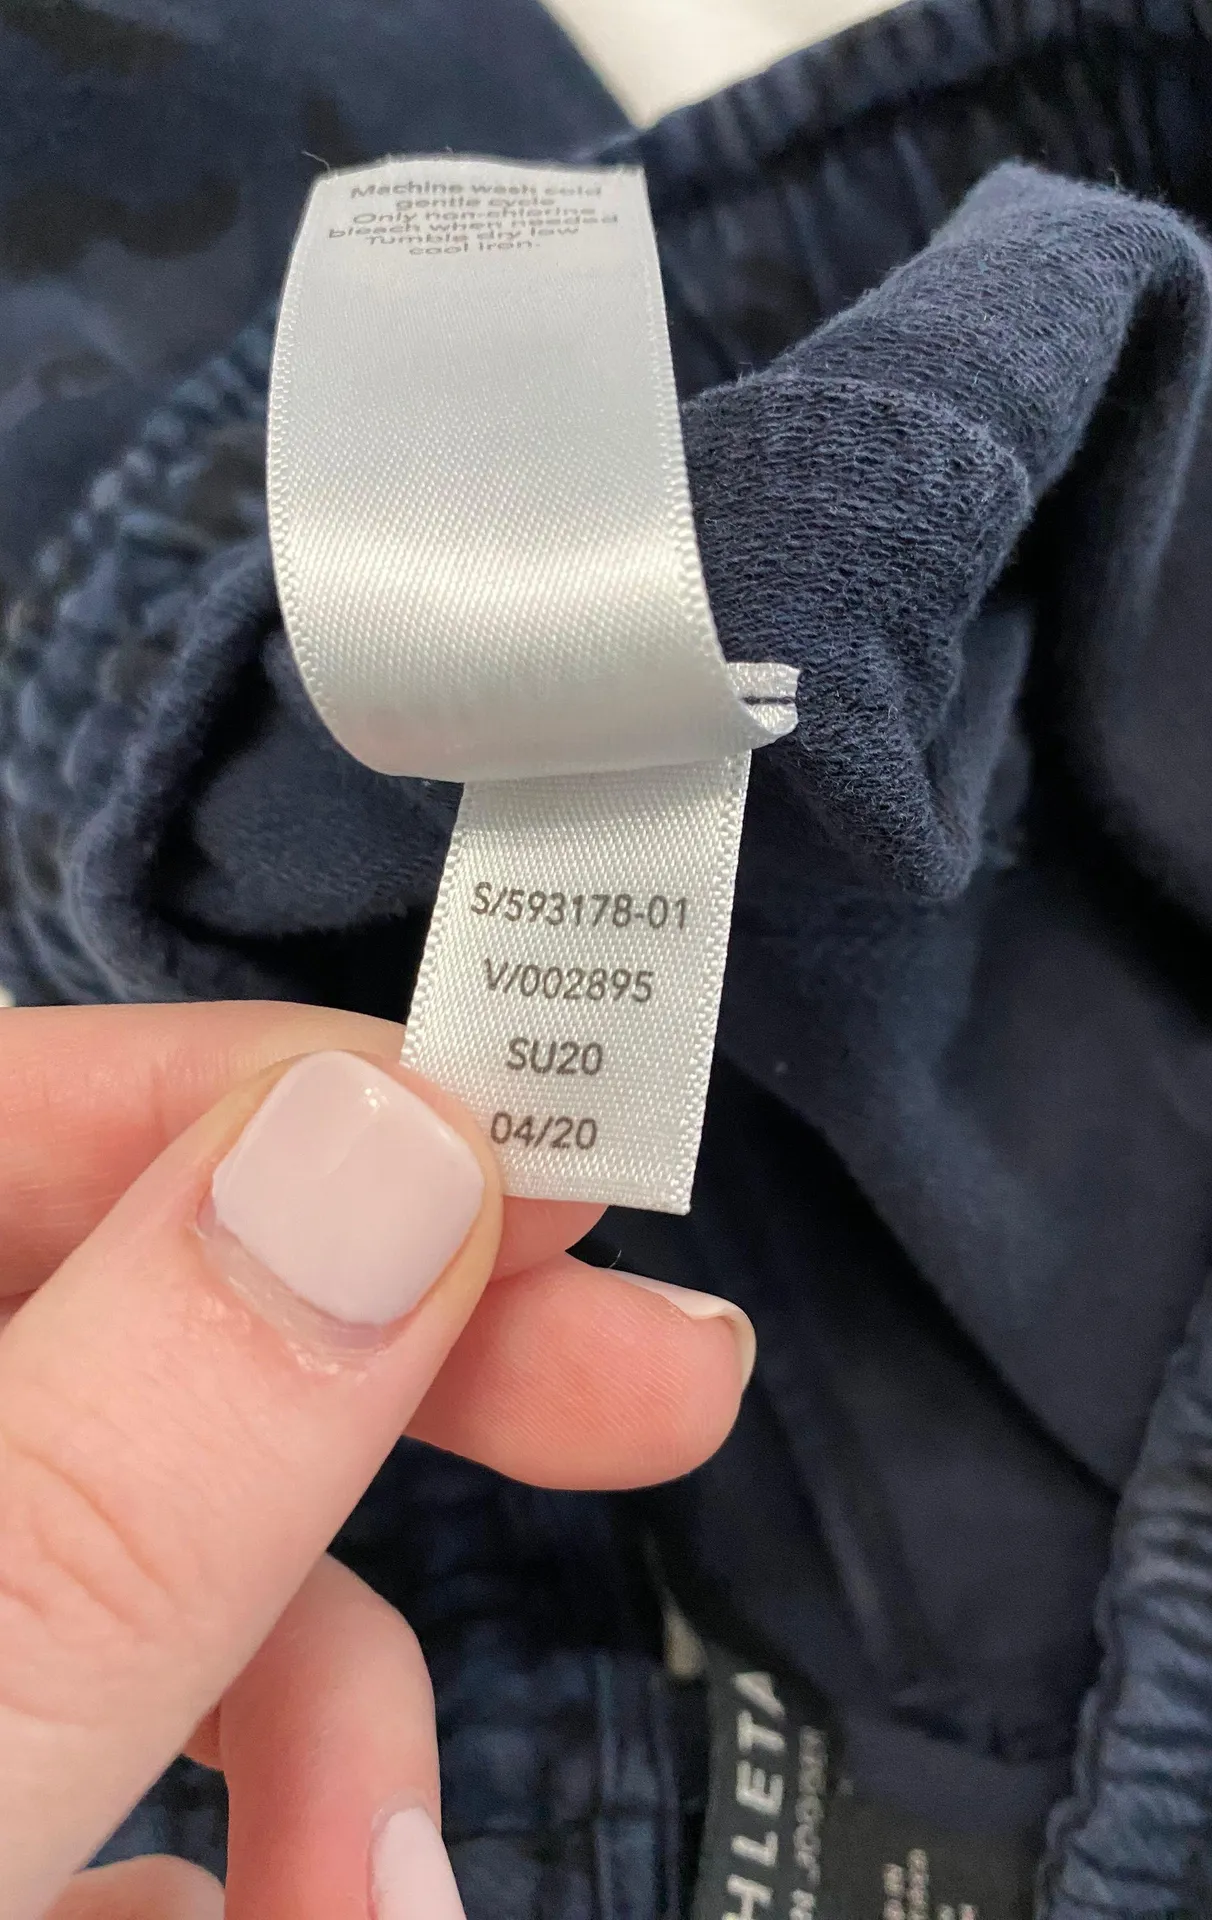 Machine wash cold
gentle cycle
Only non-chlorine
bleach when needed
Tumble dry low
cool iron.
S/593178-01
V/002895
SU20
04/20
HLETA